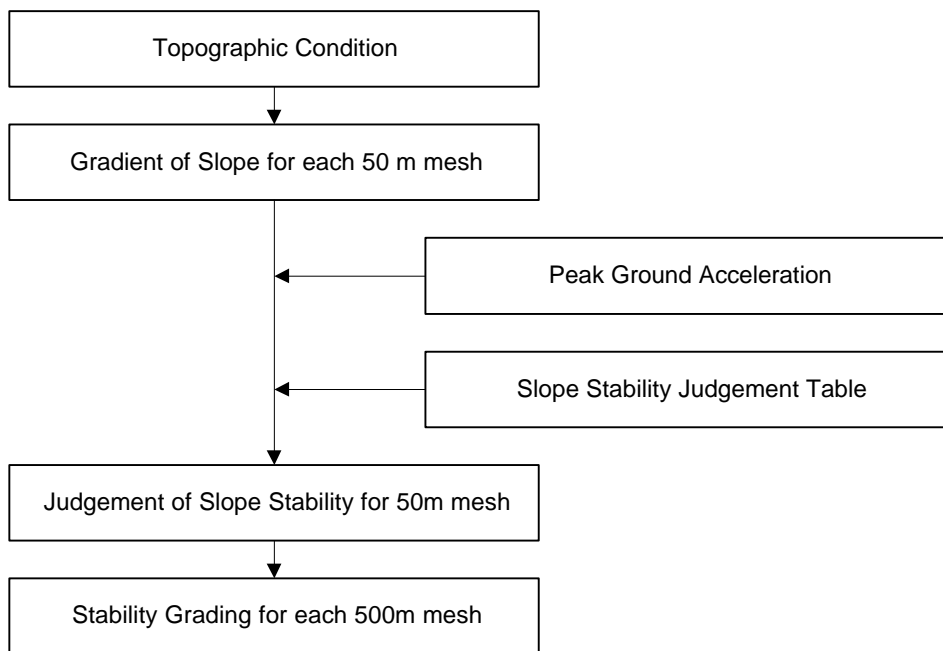 Topographic Condition
Gradient of Slope for each 50 m mesh
Peak Ground Acceleration
Slope Stability Judgement Table
Judgement of Slope Stability for 50m mesh
Stability Grading for each 500m mesh